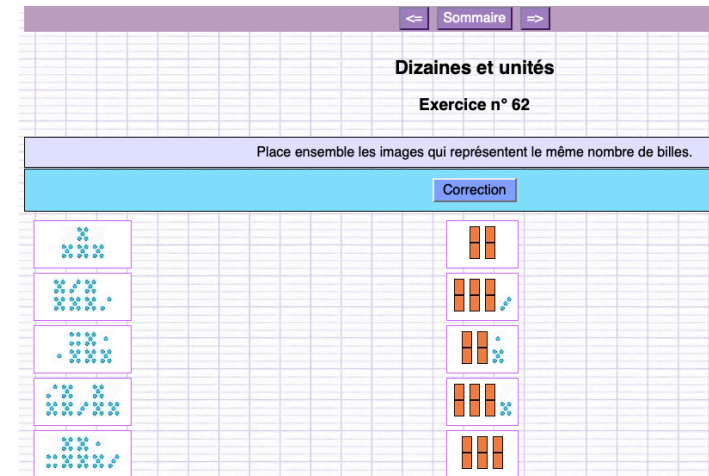 <= Sommaire =>
Dizaines et unités
Exercice n° 62
Place ensemble les images qui représentent le même nombre de billes.
Correction